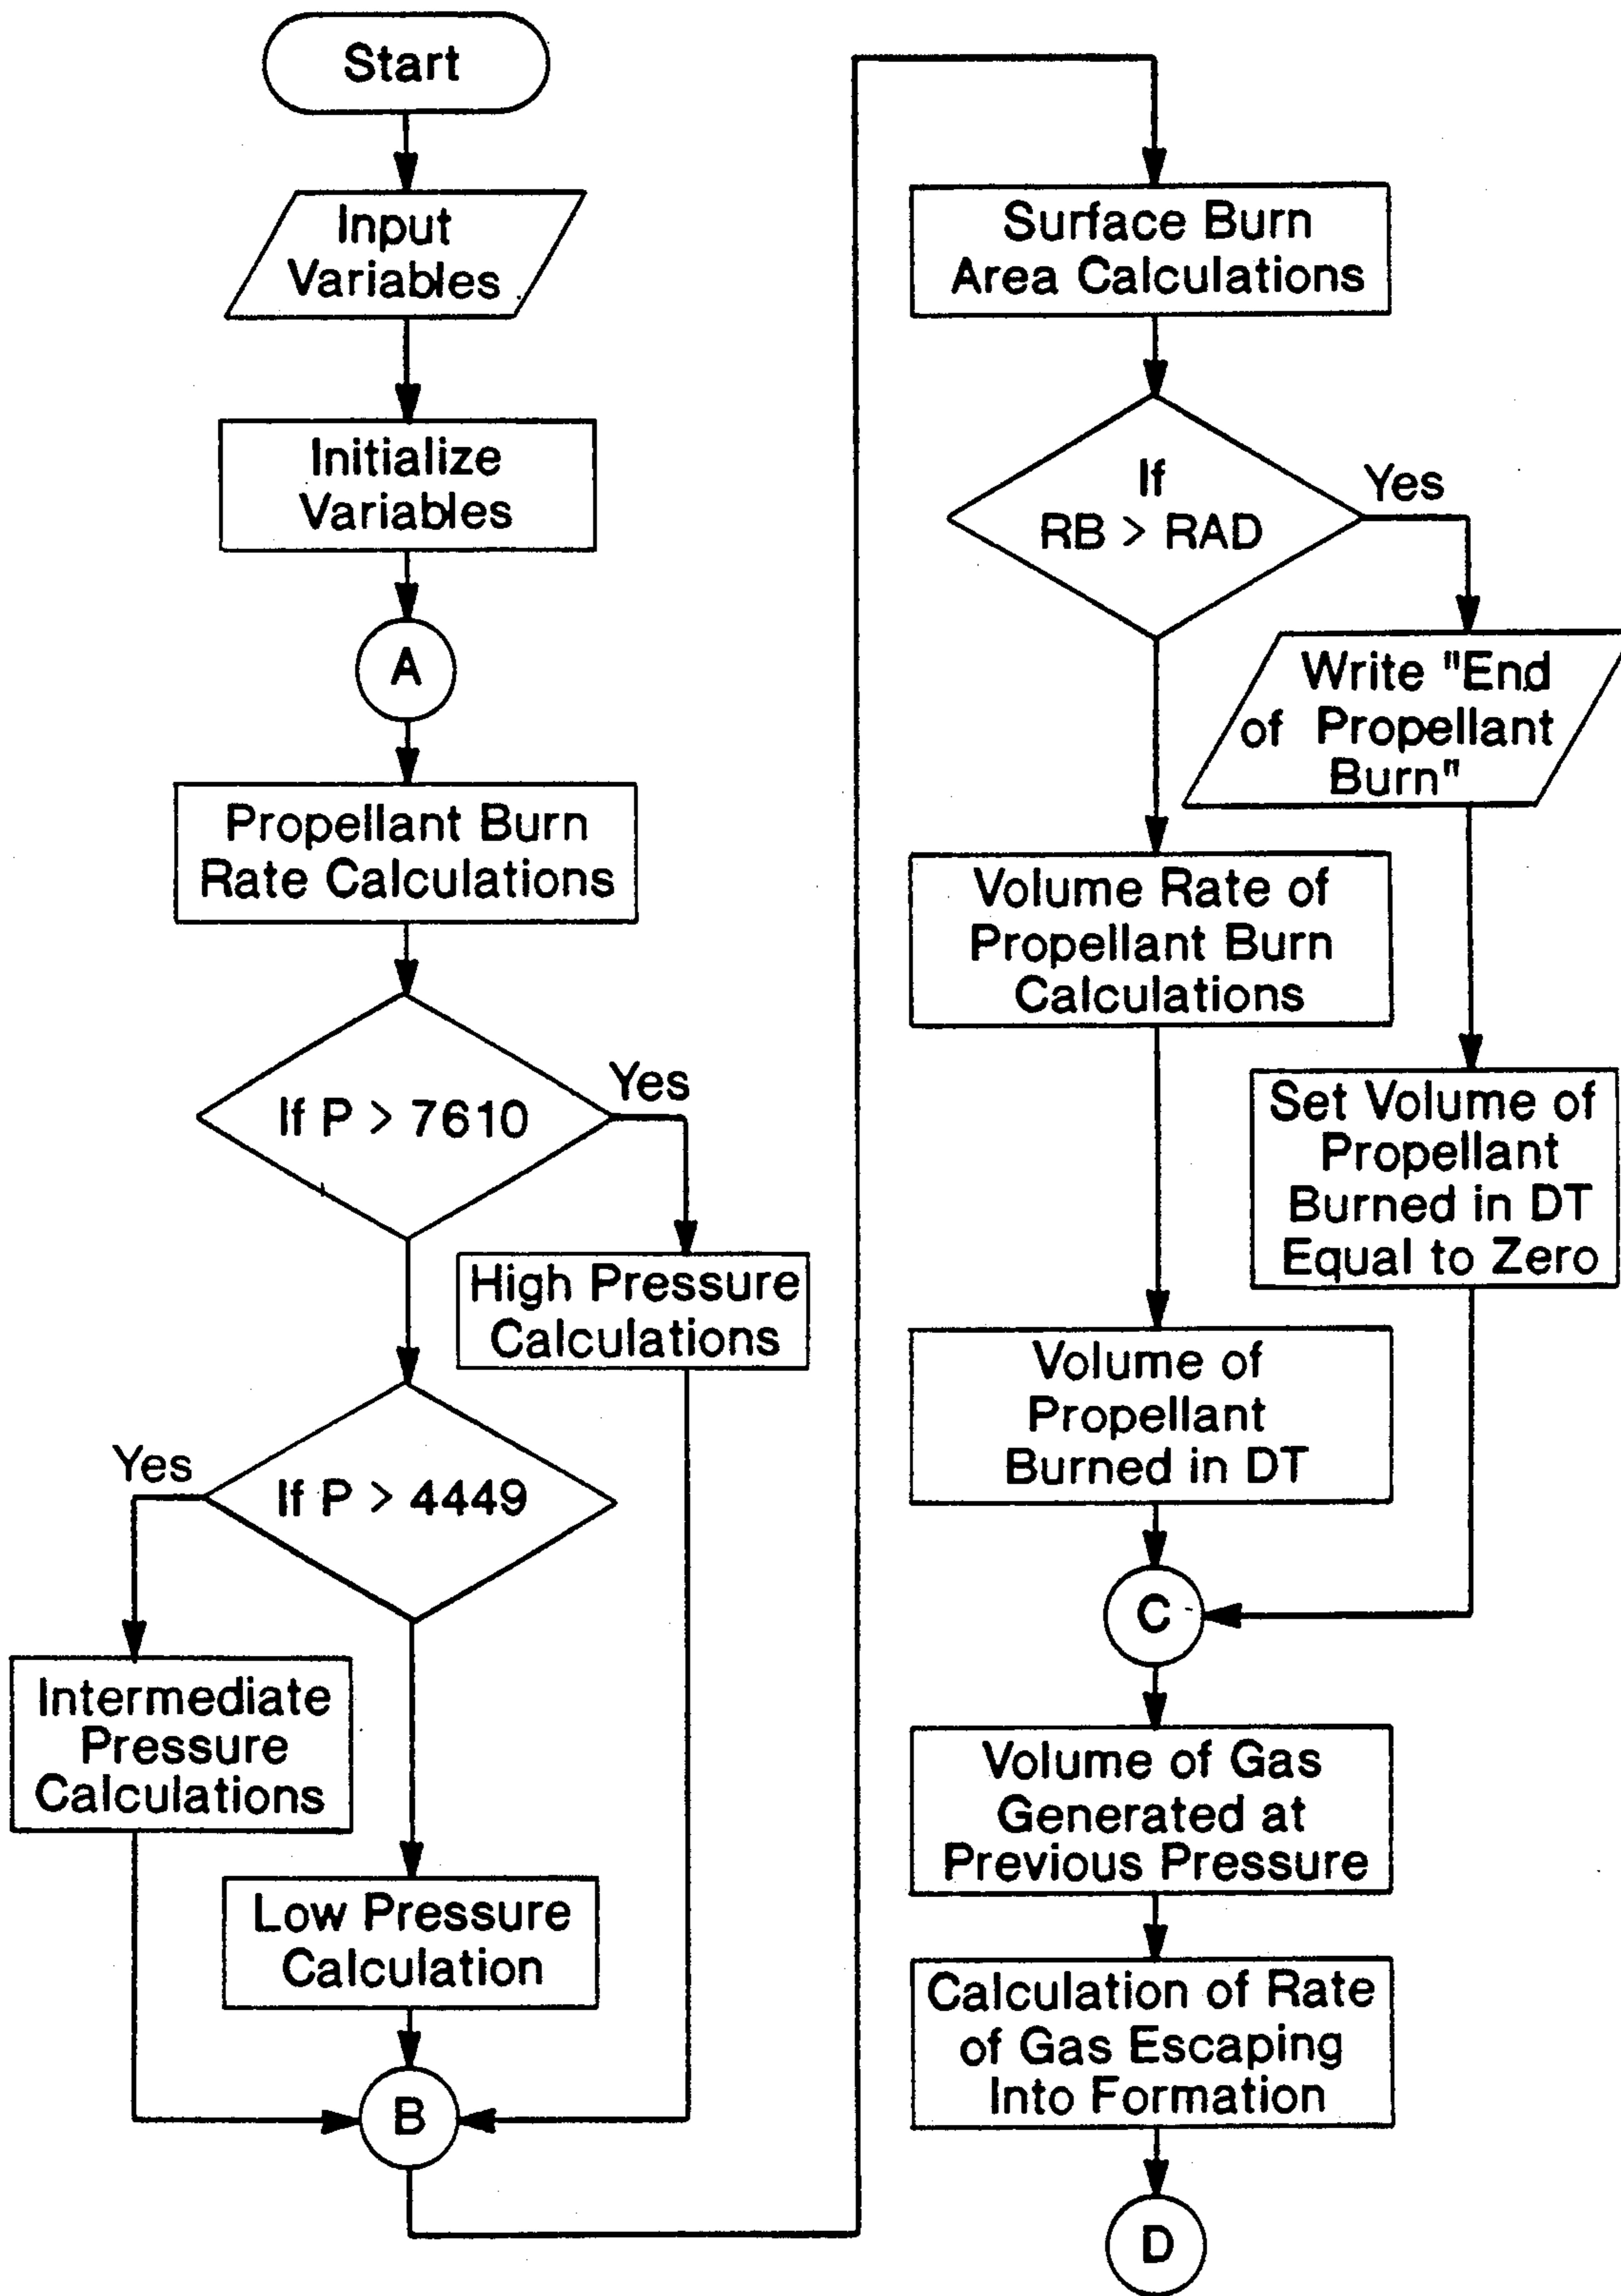 Start
Input
Variables
Initialize
Variables
A
Propellant Burn
Rate Calculations
If P > 7610
Yes
High Pressure
Calculations
If P > 4449
Yes
Intermediate
Pressure
Calculations
Low Pressure
Calculation
B
Surface Burn
Area Calculations
If
RB > RAD
Yes
Write "End
of Propellant
Burn"
Volume Rate of
Propellant Burn
Calculations
Set Volume of
Propellant
Burned in DT
Equal to Zero
Volume of
Propellant
Burned in DT
C
Volume of Gas
Generated at
Previous Pressure
Calculation of Rate
of Gas Escaping
Into Formation
D